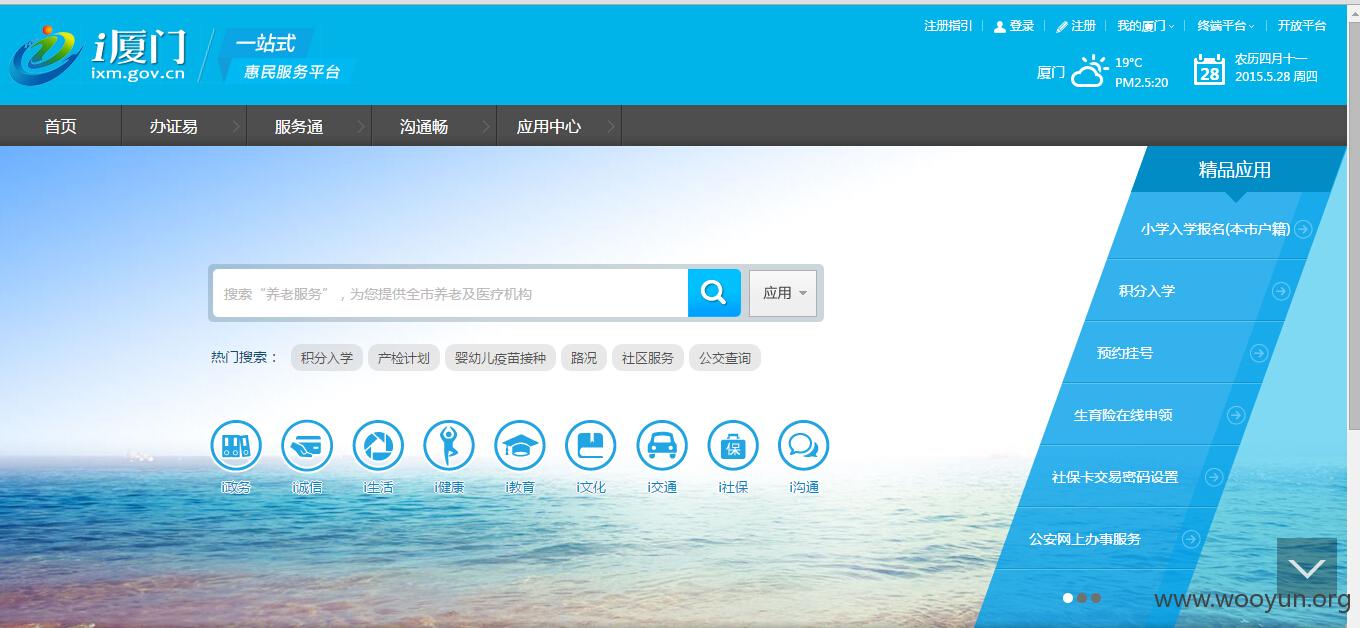 注册指引 登录 注册 我的厦门 终端平台 开放平台
i厦门
ixm.gov.cn
一站式
惠民服务平台
厦门
19℃
PM2.5:20
28
农历四月十一
2015.5.28 周四
首页 办证易 服务通 沟通畅 应用中心
精品应用
小学入学报名(本市户籍)
积分入学
预约挂号
生育险在线申领
社保卡交易密码设置
公安网上办事服务
搜索“养老服务”，为您提供全市养老及医疗机构
应用
热门搜索： 积分入学 产检计划 婴幼儿疫苗接种 路况 社区服务 公交查询
保
i政务 i诚信 i生活 i健康 i教育 i文化 i交通 i社保 i沟通
www.wooyun.org